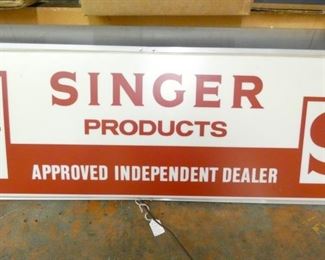 SINGER
PRODUCTS
APPROVED INDEPENDENT DEALER
S